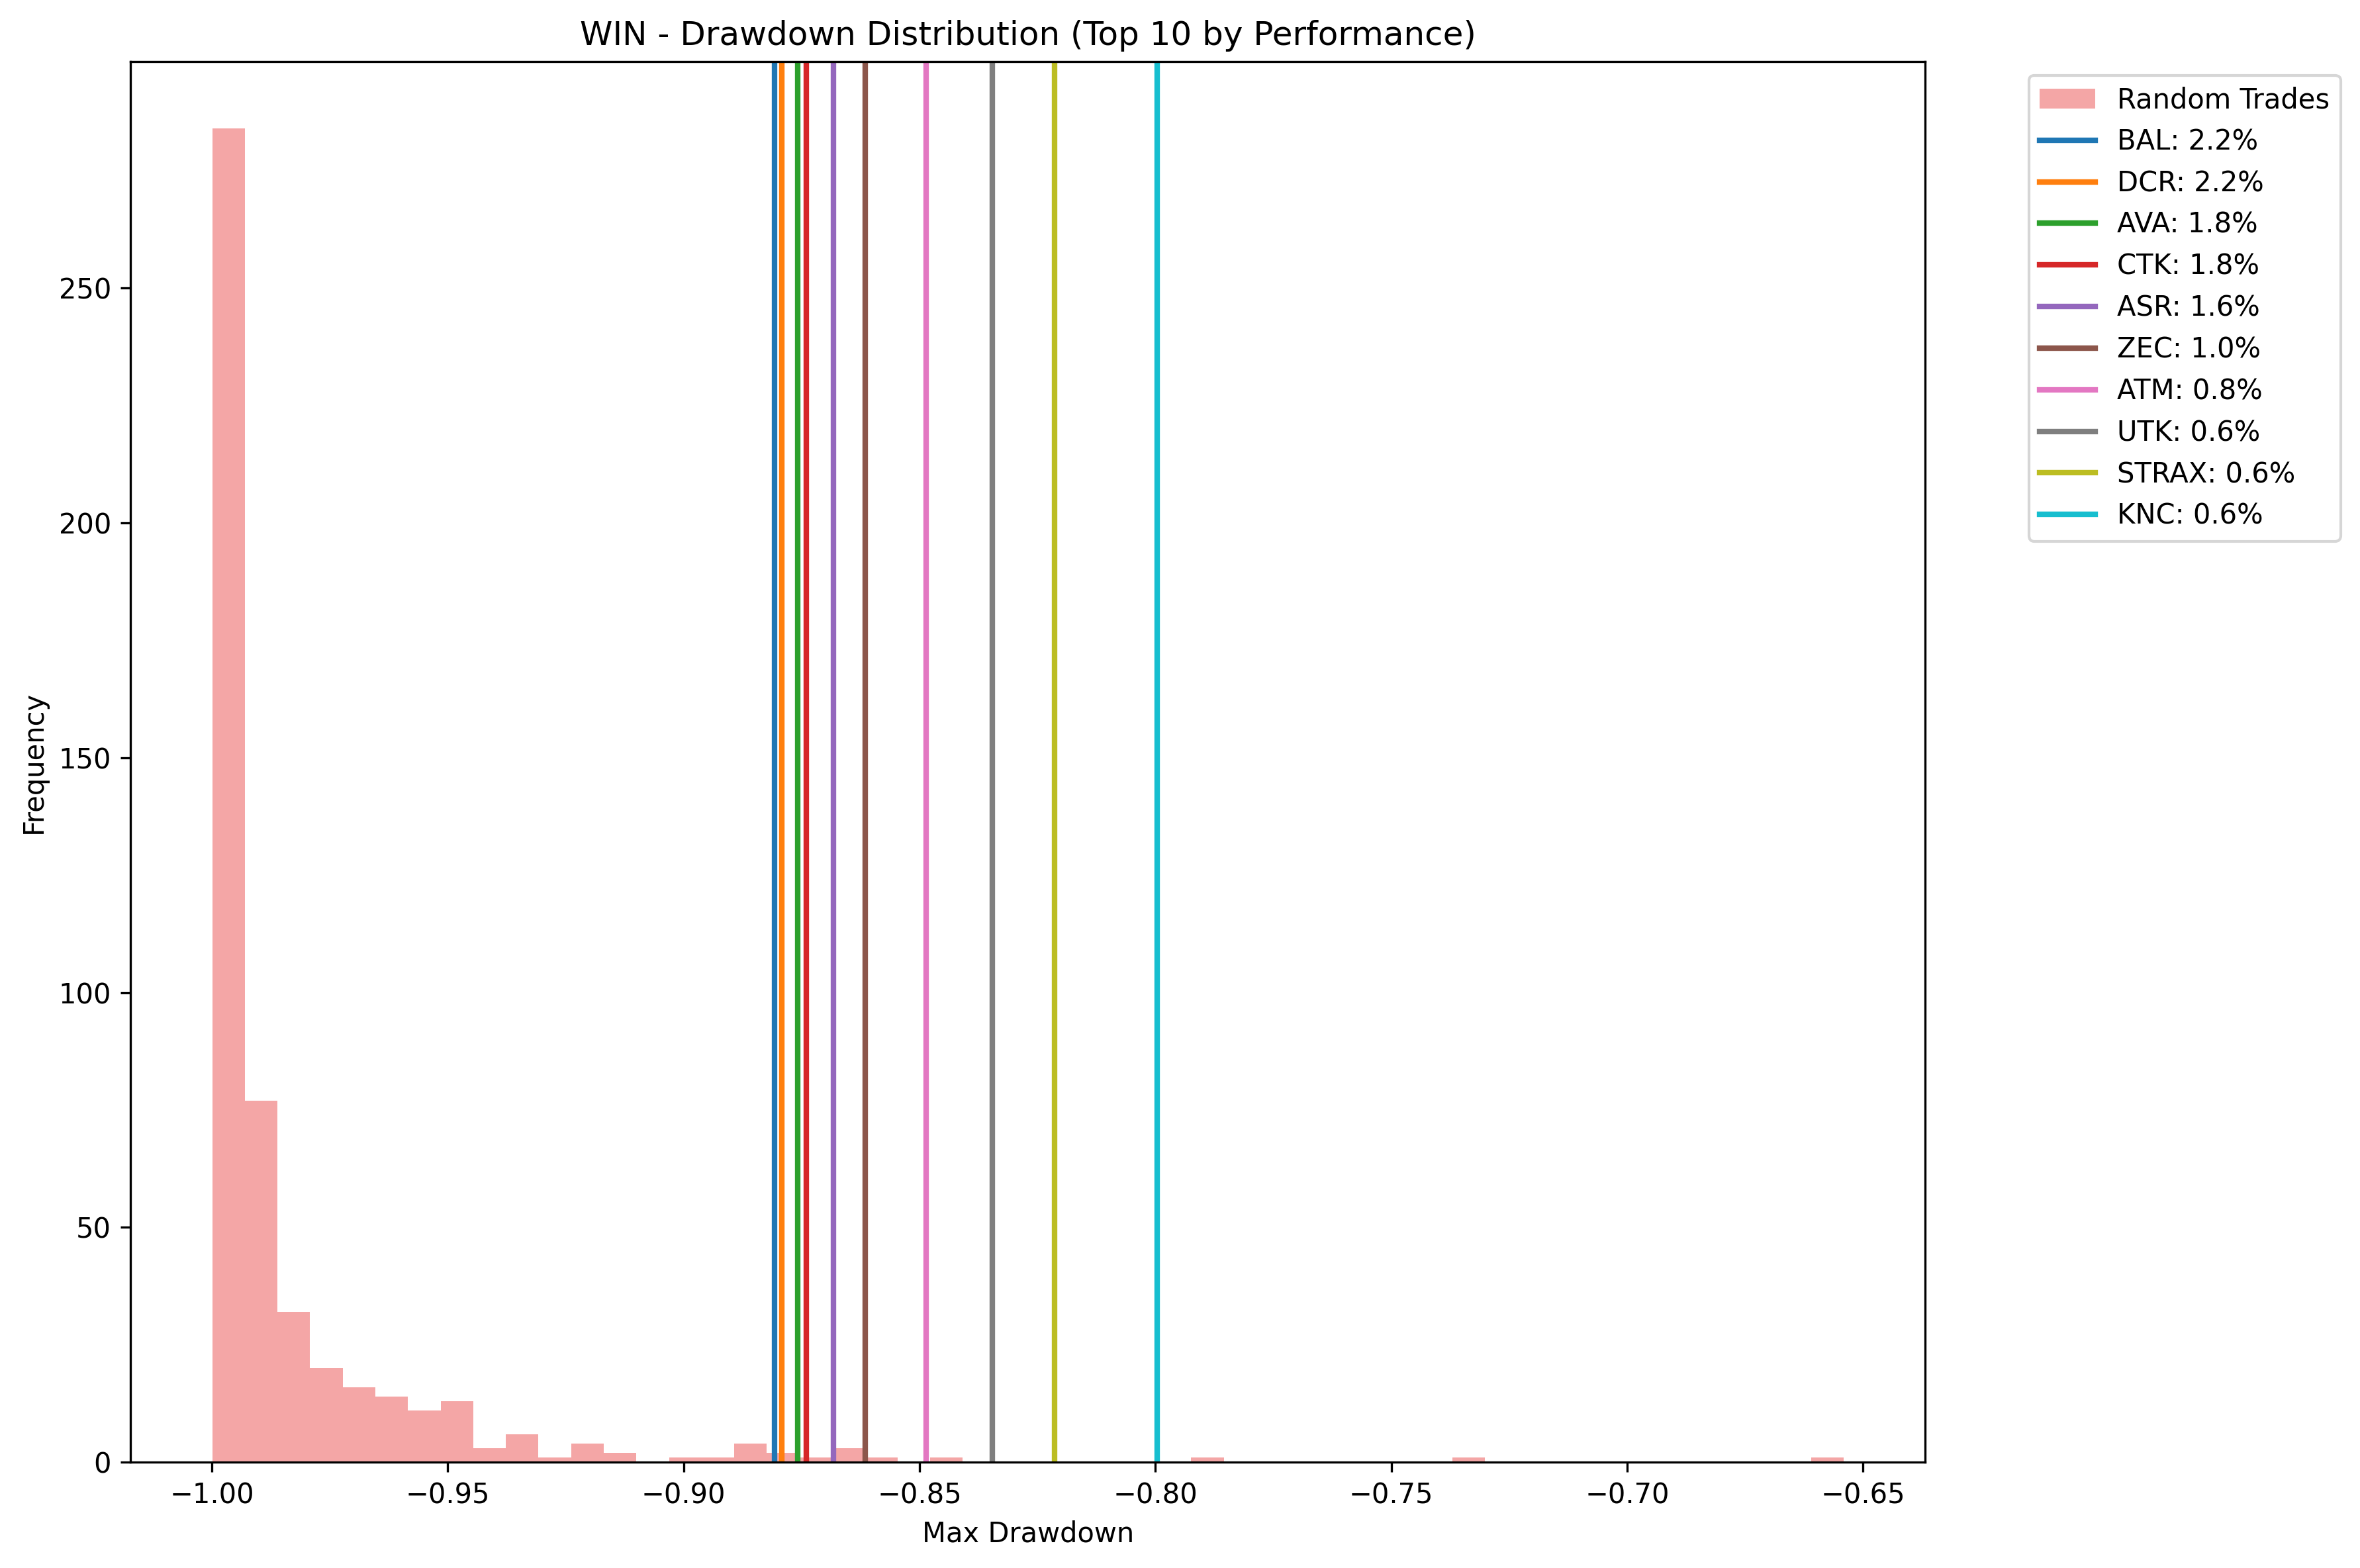 WIN - Drawdown Distribution (Top 10 by Performance)
Random Trades
BAL: 2.2%
DCR: 2.2%
AVA: 1.8%
CTK: 1.8%
ASR: 1.6%
ZEC: 1.0%
ATM: 0.8%
UTK: 0.6%
STRAX: 0.6%
KNC: 0.6%
Frequency
250
200
150
100
50
0
−1.00
−0.95
−0.90
−0.85
−0.80
−0.75
−0.70
−0.65
Max Drawdown